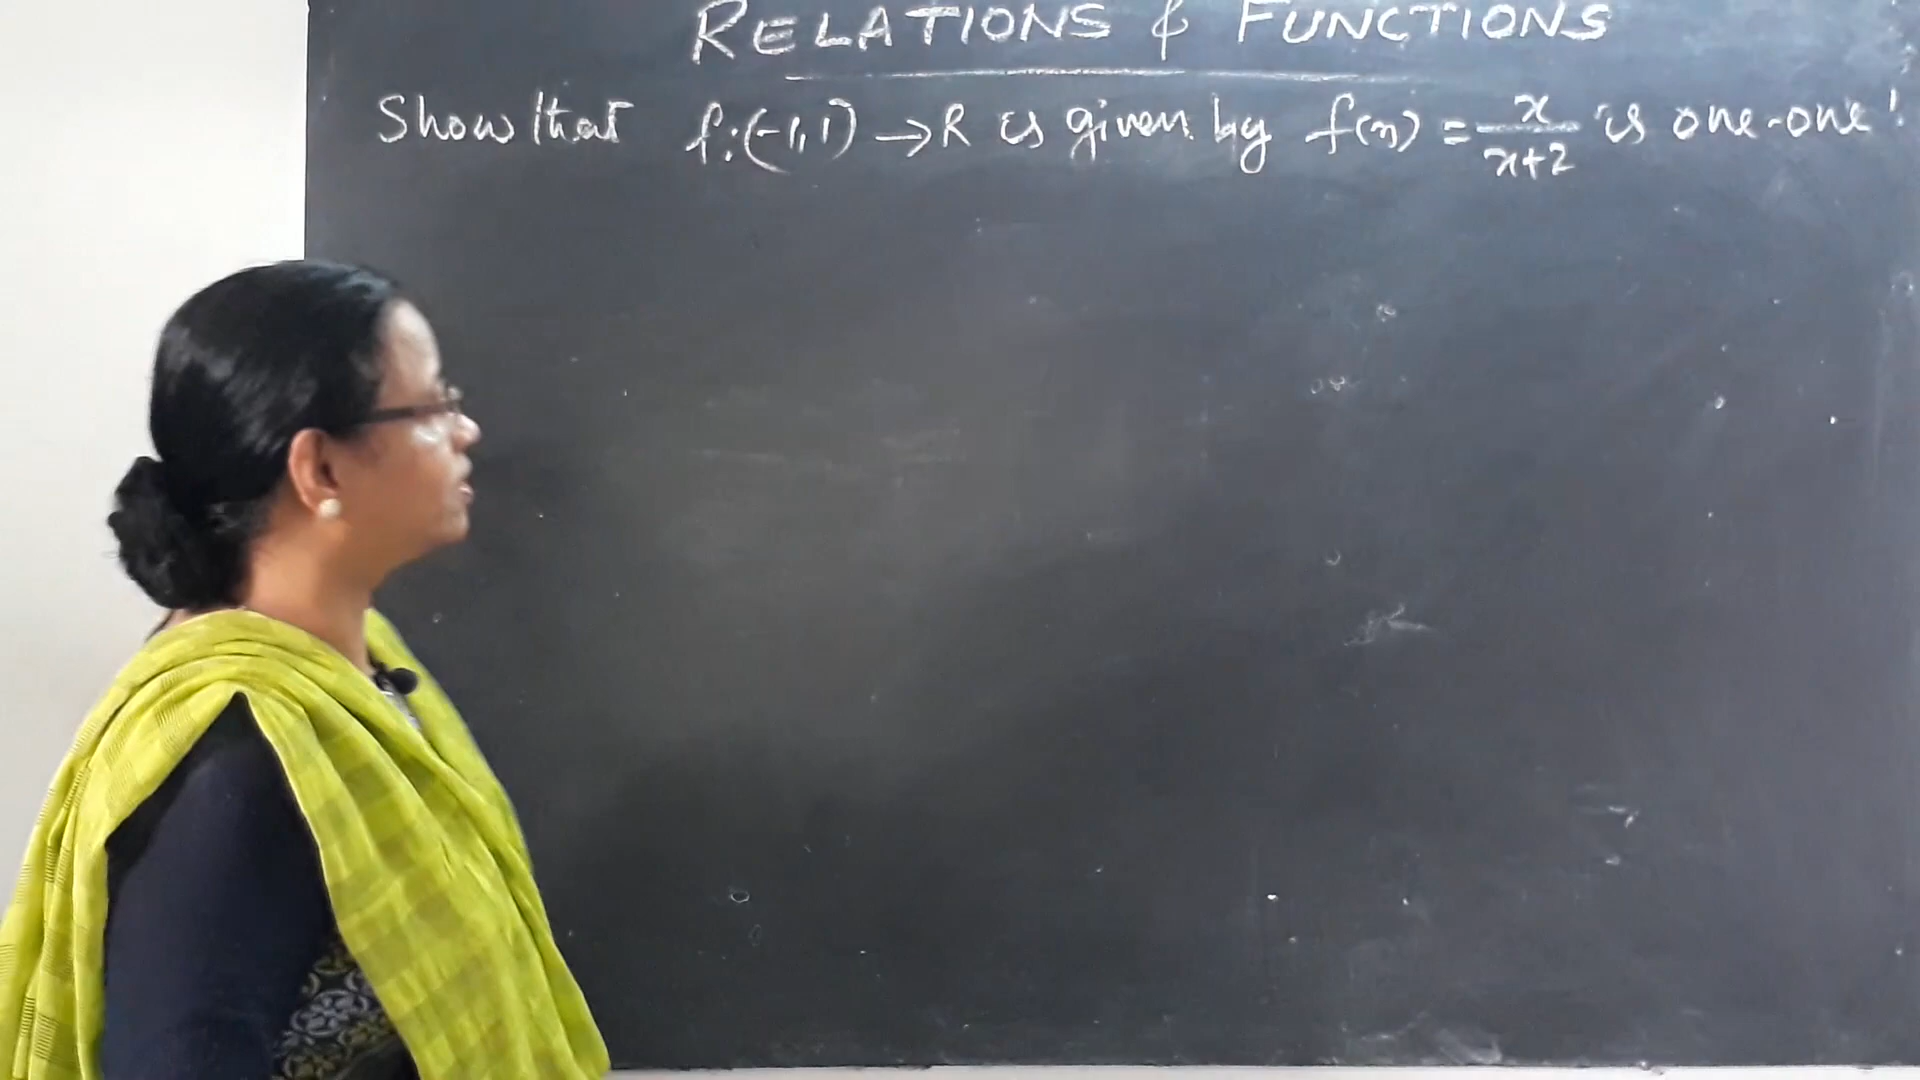 RELATIONS & FUNCTIONS
Show that f:(-1,1) → R is given by f(x) = x/(x+2) is one-one!